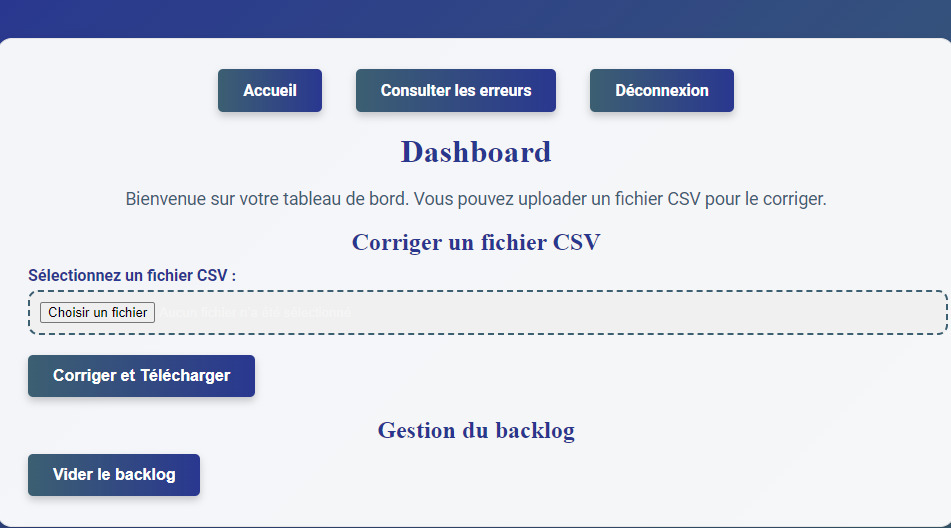 Accueil
Consulter les erreurs
Déconnexion
Dashboard
Bienvenue sur votre tableau de bord. Vous pouvez uploader un fichier CSV pour le corriger.
Corriger un fichier CSV
Sélectionnez un fichier CSV :
Choisir un fichier Aucun fichier n'a été sélectionné
Corriger et Télécharger
Gestion du backlog
Vider le backlog